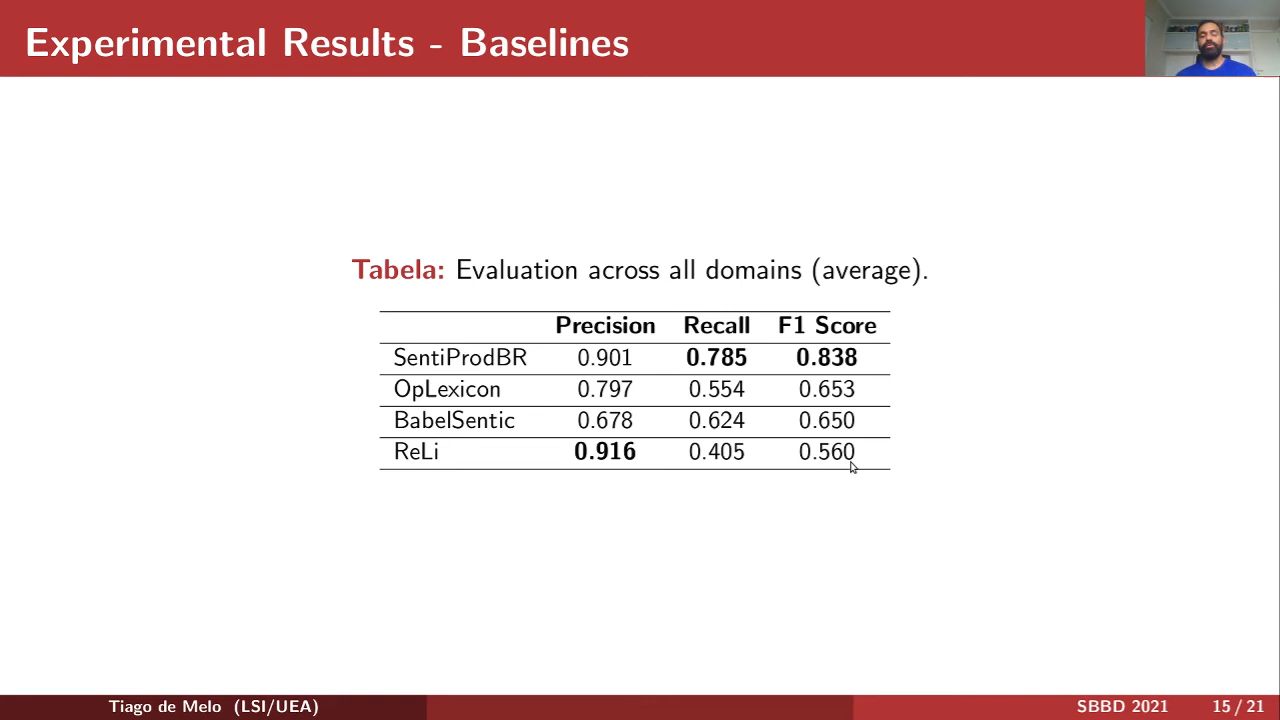 Experimental Results - Baselines
Tabela: Evaluation across all domains (average).
Precision Recall F1 Score
SentiProdBR 0.901 0.785 0.838
OpLexicon 0.797 0.554 0.653
BabelSentic 0.678 0.624 0.650
ReLi 0.916 0.405 0.560
Tiago de Melo (LSI/UEA) SBBD 2021 15 / 21